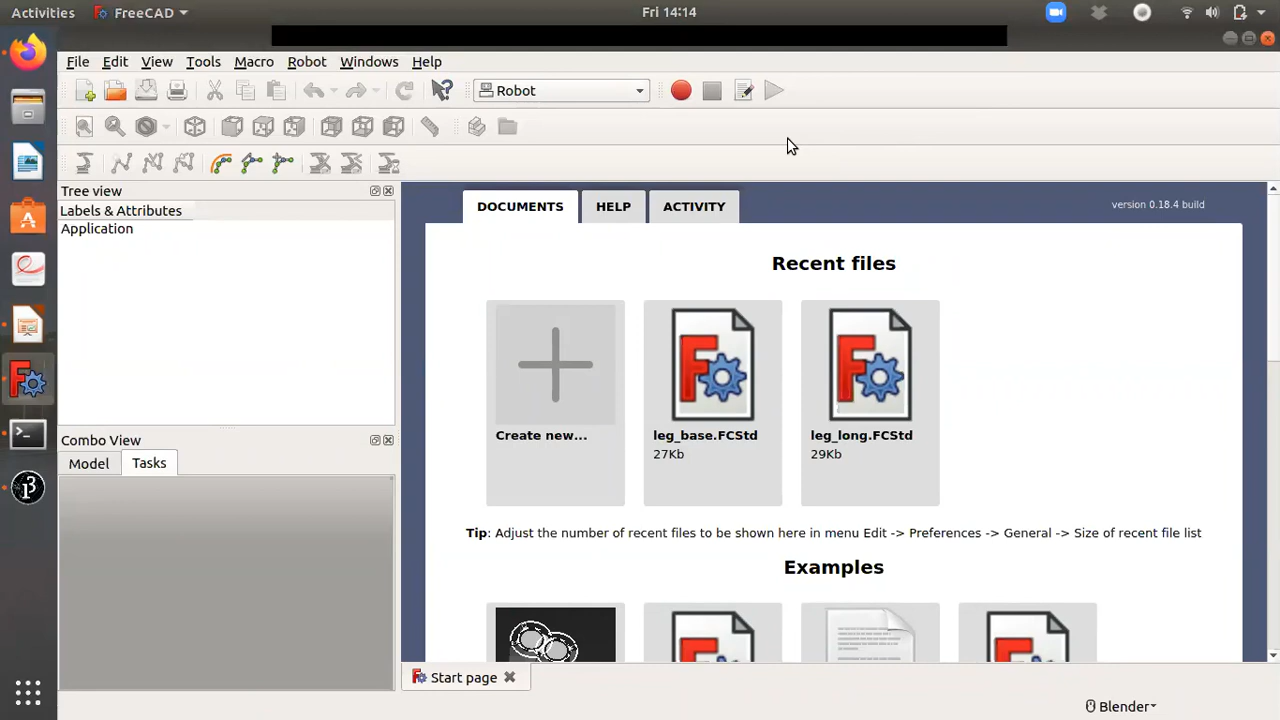 Activities
FreeCAD
Fri 14:14
File Edit View Tools Macro Robot Windows Help
Robot
Tree view
Labels & Attributes
Application
Combo View
Model Tasks
DOCUMENTS HELP ACTIVITY
version 0.18.4 build
Recent files
Create new...
leg_base.FCStd
27Kb
leg_long.FCStd
29Kb
Tip: Adjust the number of recent files to be shown here in menu Edit -> Preferences -> General -> Size of recent file list
Examples
Start page
Blender